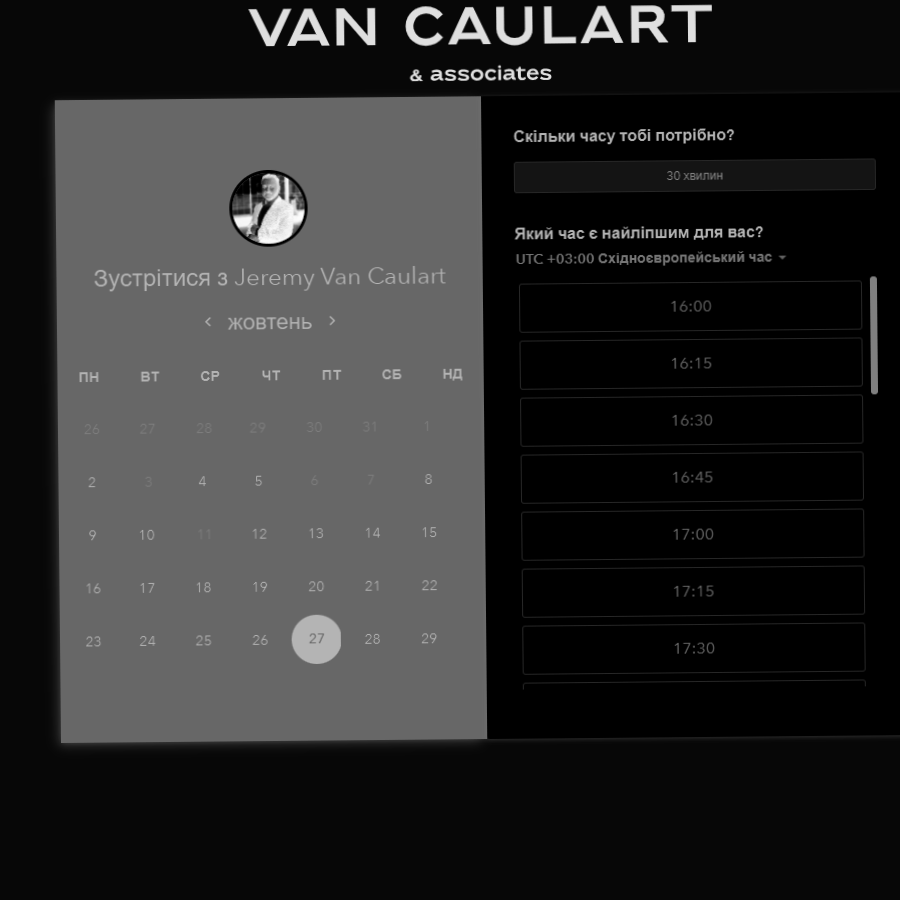 VAN CAULART
& associates
Зустрітися з Jeremy Van Caulart
жовтень
ПН ВТ СР ЧТ ПТ СБ НД
26 27 28 29 30 31 1
2 3 4 5 6 7 8
9 10 11 12 13 14 15
16 17 18 19 20 21 22
23 24 25 26 27 28 29
Скільки часу тобі потрібно?
30 хвилин
Який час є найліпшим для вас?
UTC +03:00 Східноєвропейський час
16:00
16:15
16:30
16:45
17:00
17:15
17:30